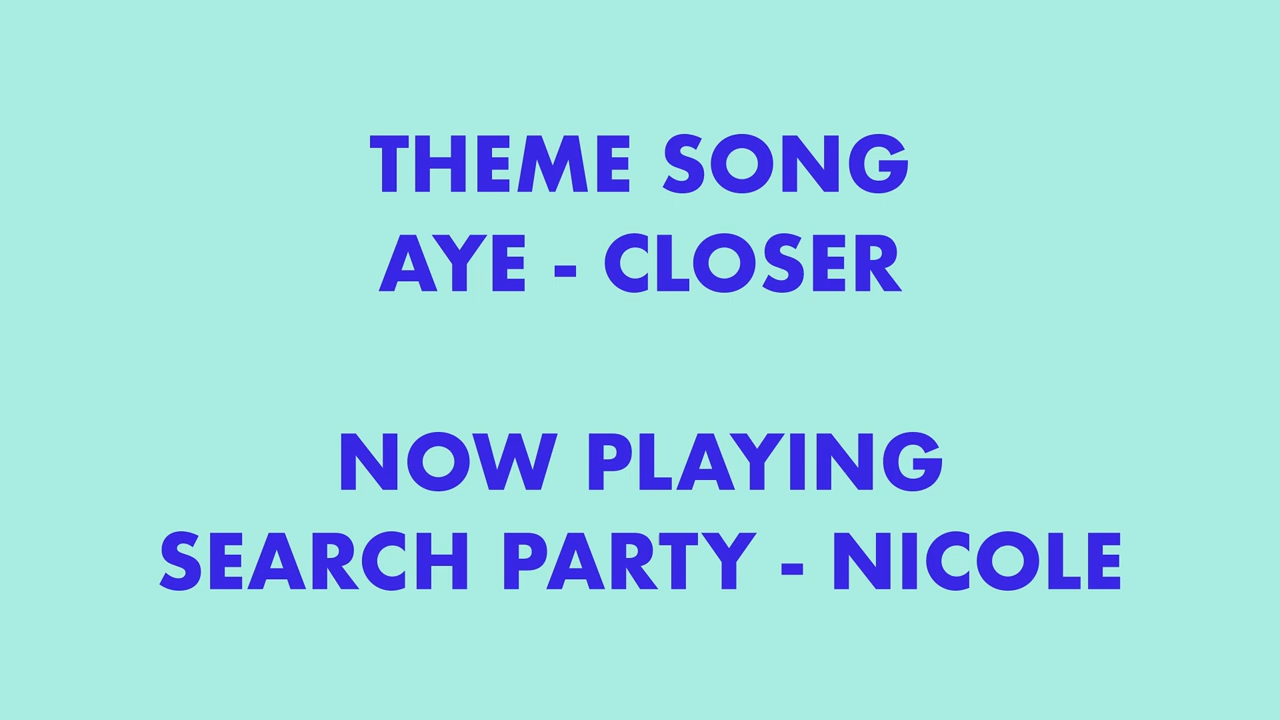 THEME SONG
AYE - CLOSER
NOW PLAYING
SEARCH PARTY - NICOLE